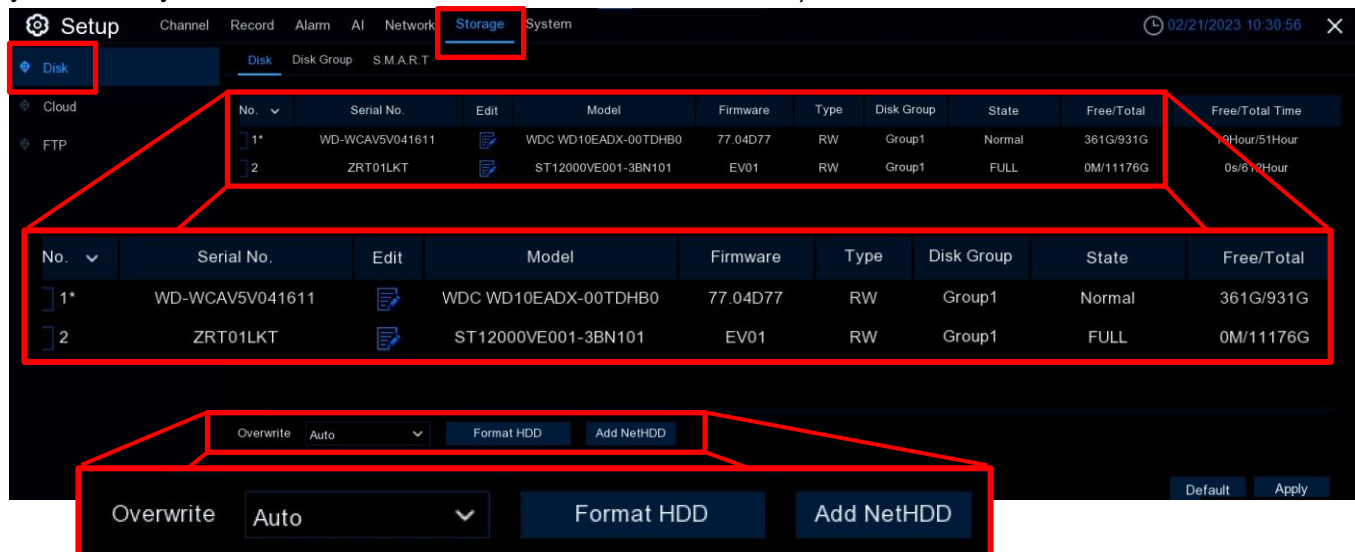 Setup Channel Record Alarm AI Network Storage System 02/21/2023 10:30:56
Disk Disk Disk Group S.M.A.R.T
Cloud No. Serial No. Edit Model Firmware Type Disk Group State Free/Total Free/Total Time
FTP 1* WD-WCAV5V041611 WDC WD10EADX-00TDHB0 77.04D77 RW Group1 Normal 361G/931G 19Hour/51Hour
2 ZRT01LKT ST12000VE001-3BN101 EV01 RW Group1 FULL 0M/11176G
No. Serial No. Edit Model Firmware Type Disk Group State Free/Total
1* WD-WCAV5V041611 WDC WD10EADX-00TDHB0 77.04D77 RW Group1 Normal 361G/931G
2 ZRT01LKT ST12000VE001-3BN101 EV01 RW Group1 FULL 0M/11176G
Overwrite Auto Format HDD Add NetHDD
Default Apply
Overwrite Auto Format HDD Add NetHDD